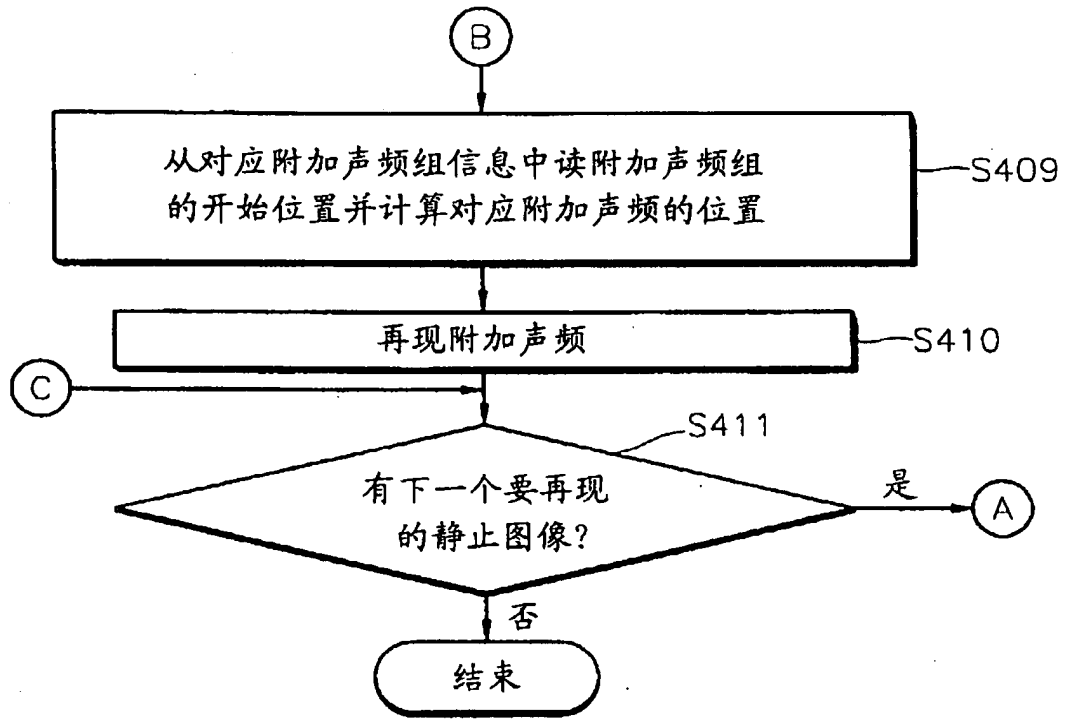 B
从对应附加声频组信息中读附加声频组
的开始位置并计算对应附加声频的位置
S409
再现附加声频
S410
C
S411
有下一个要再现
的静止图像?
是
A
否
结束